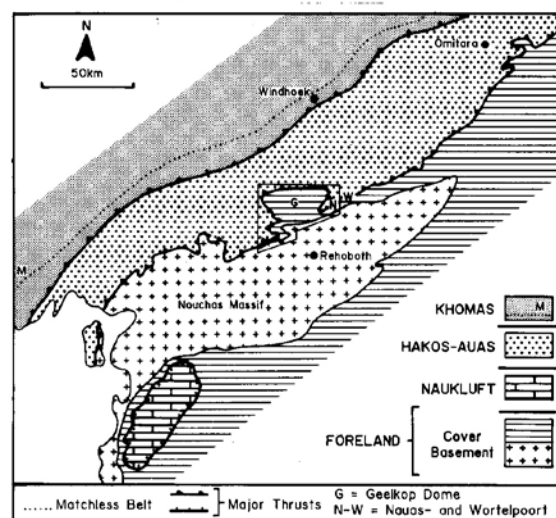 N
50km
Omitara
Windhoek
G
N-W
Rehoboth
Nauchas Massif
M
KHOMAS M
HAKOS-AUAS
NAUKLUFT
FORELAND Cover
Basement
Matchless Belt
Major Thrusts
G = Geelkop Dome
N-W = Nauas- and Wortelpoort